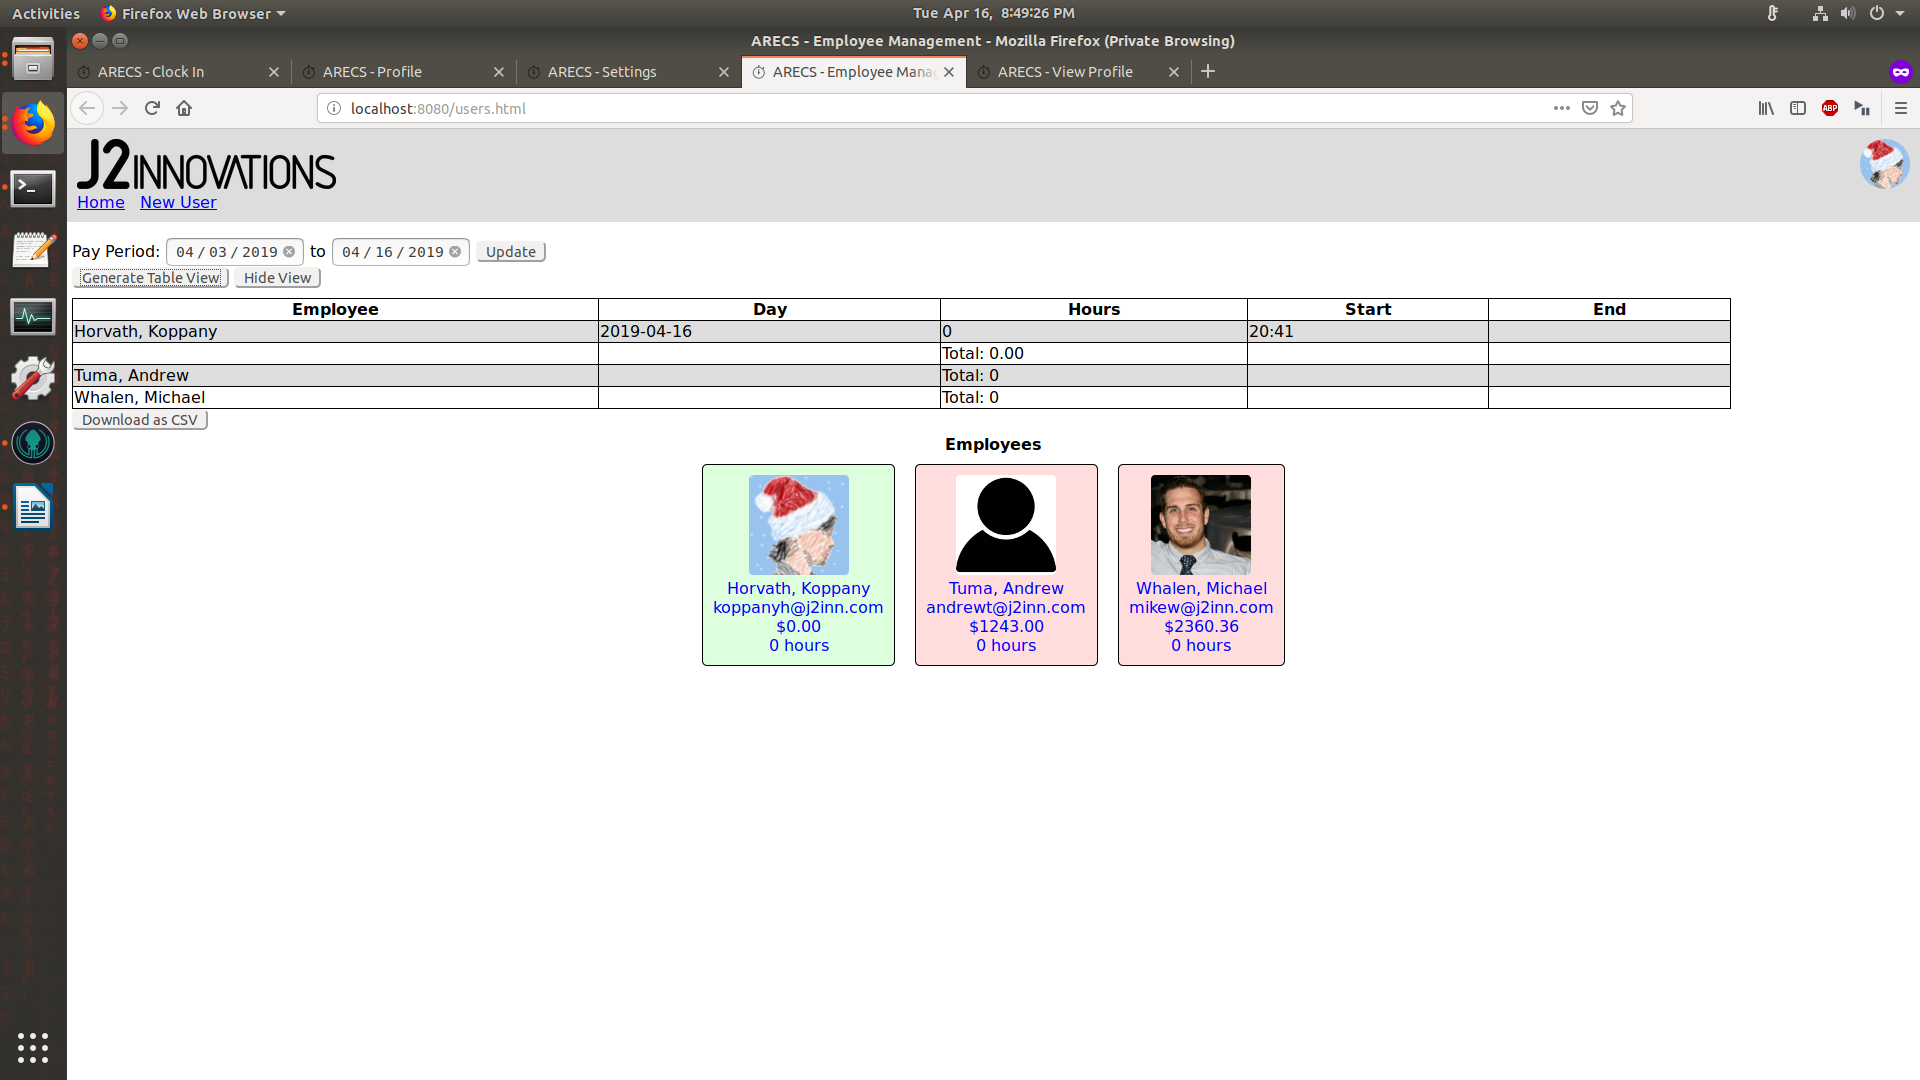 Activities Firefox Web Browser Tue Apr 16, 8:49:26 PM
ARECS - Employee Management - Mozilla Firefox (Private Browsing)
ARECS - Clock In ARECS - Profile ARECS - Settings ARECS - Employee Manag ARECS - View Profile
localhost:8080/users.html ABP
J2INNOVATIONS
Home New User
Pay Period: 04 / 03 / 2019 to 04 / 16 / 2019 Update
Generate Table View Hide View
Employee Day Hours Start End
Horvath, Koppany 2019-04-16 0 20:41
Total: 0.00
Tuma, Andrew Total: 0
Whalen, Michael Total: 0
Download as CSV
Employees
Horvath, Koppany Tuma, Andrew Whalen, Michael
koppanyh@j2inn.com andrewt@j2inn.com mikew@j2inn.com
$0.00 $1243.00 $2360.36
0 hours 0 hours 0 hours